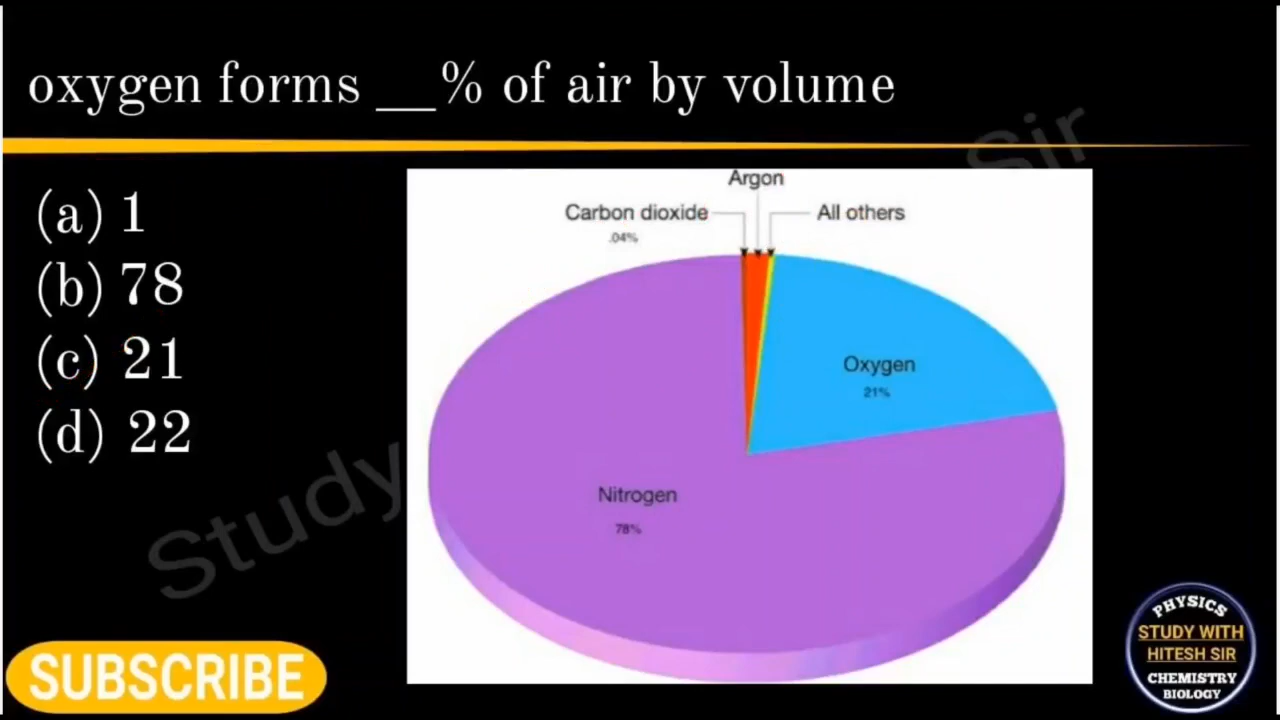 oxygen forms __% of air by volume
Sir
(a) 1
(b) 78
(c) 21
(d) 22
Argon
Carbon dioxide
All others
.04%
Oxygen
21%
Nitrogen
78%
Study
SUBSCRIBE
PHYSICS
STUDY WITH
HITESH SIR
CHEMISTRY
BIOLOGY